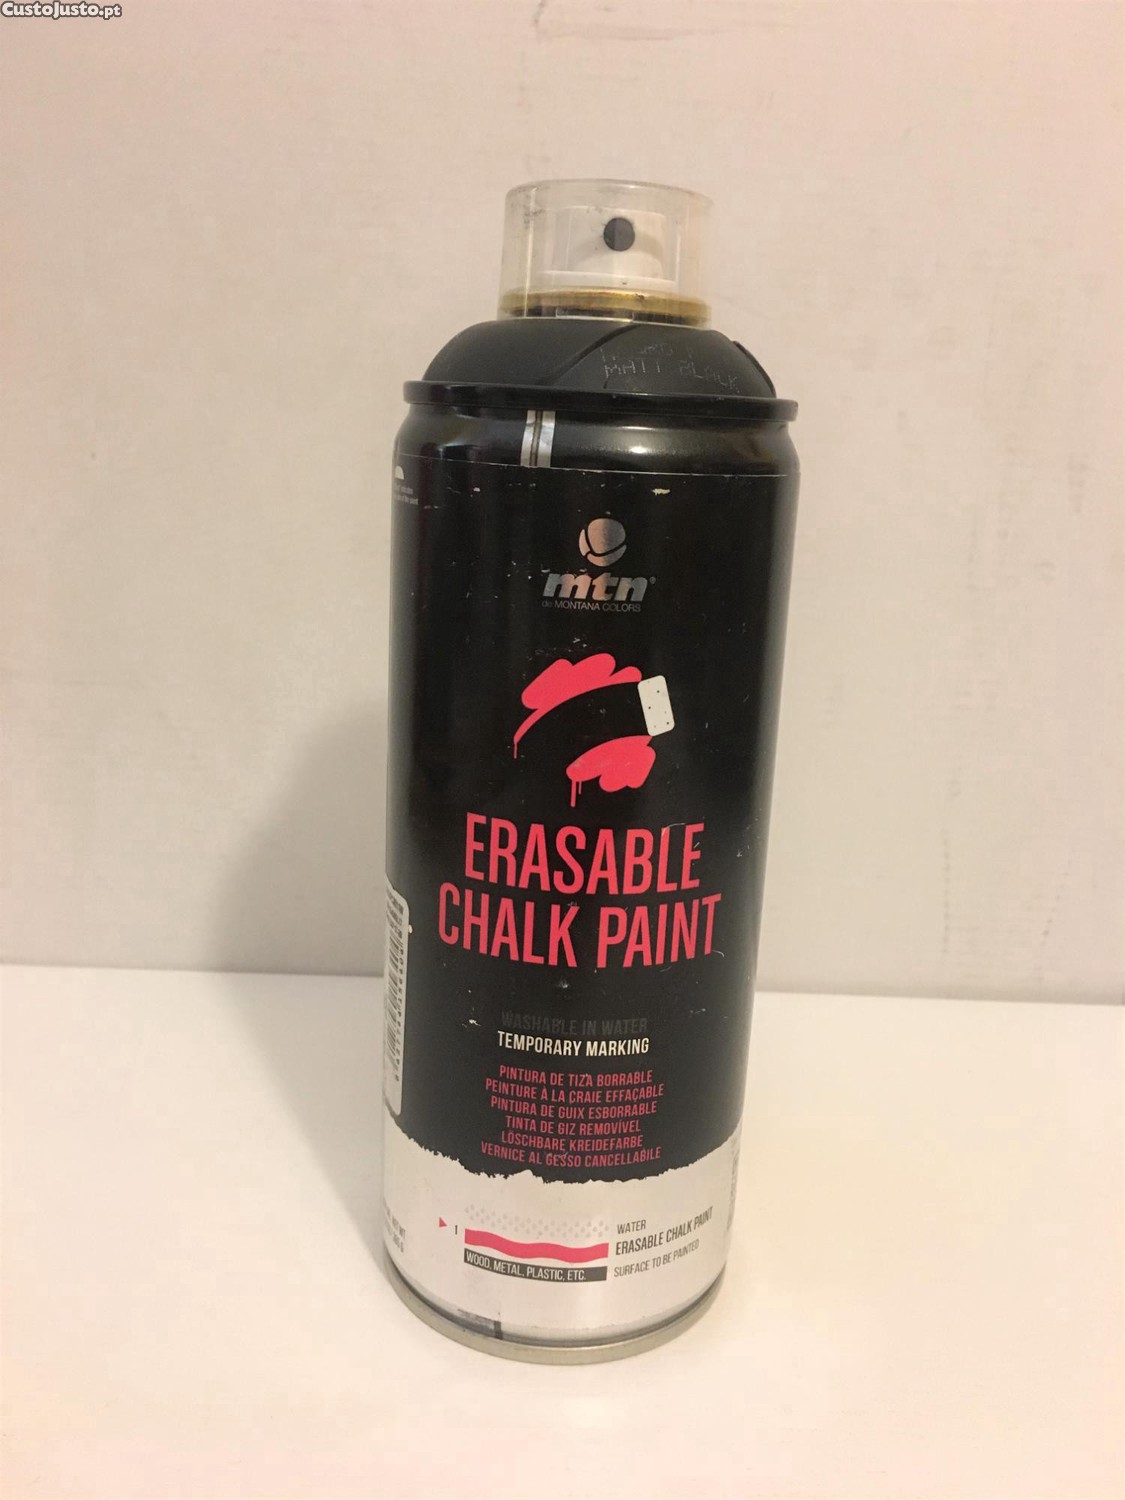 CustoJusto.pt
MATT BLACK
mtn®
de MONTANA COLORS
ERASABLE
CHALK PAINT
WASHABLE IN WATER
TEMPORARY MARKING
PINTURA DE TIZA BORRABLE
PEINTURE À LA CRAIE EFFAÇABLE
PINTURA DE GUIX ESBORRABLE
TINTA DE GIZ REMOVÍVEL
LÖSCHBARE KREIDEFARBE
VERNICE AL GESSO CANCELLABILE
1
WATER
ERASABLE CHALK PAINT
WOOD, METAL, PLASTIC, ETC.
SURFACE TO BE PAINTED